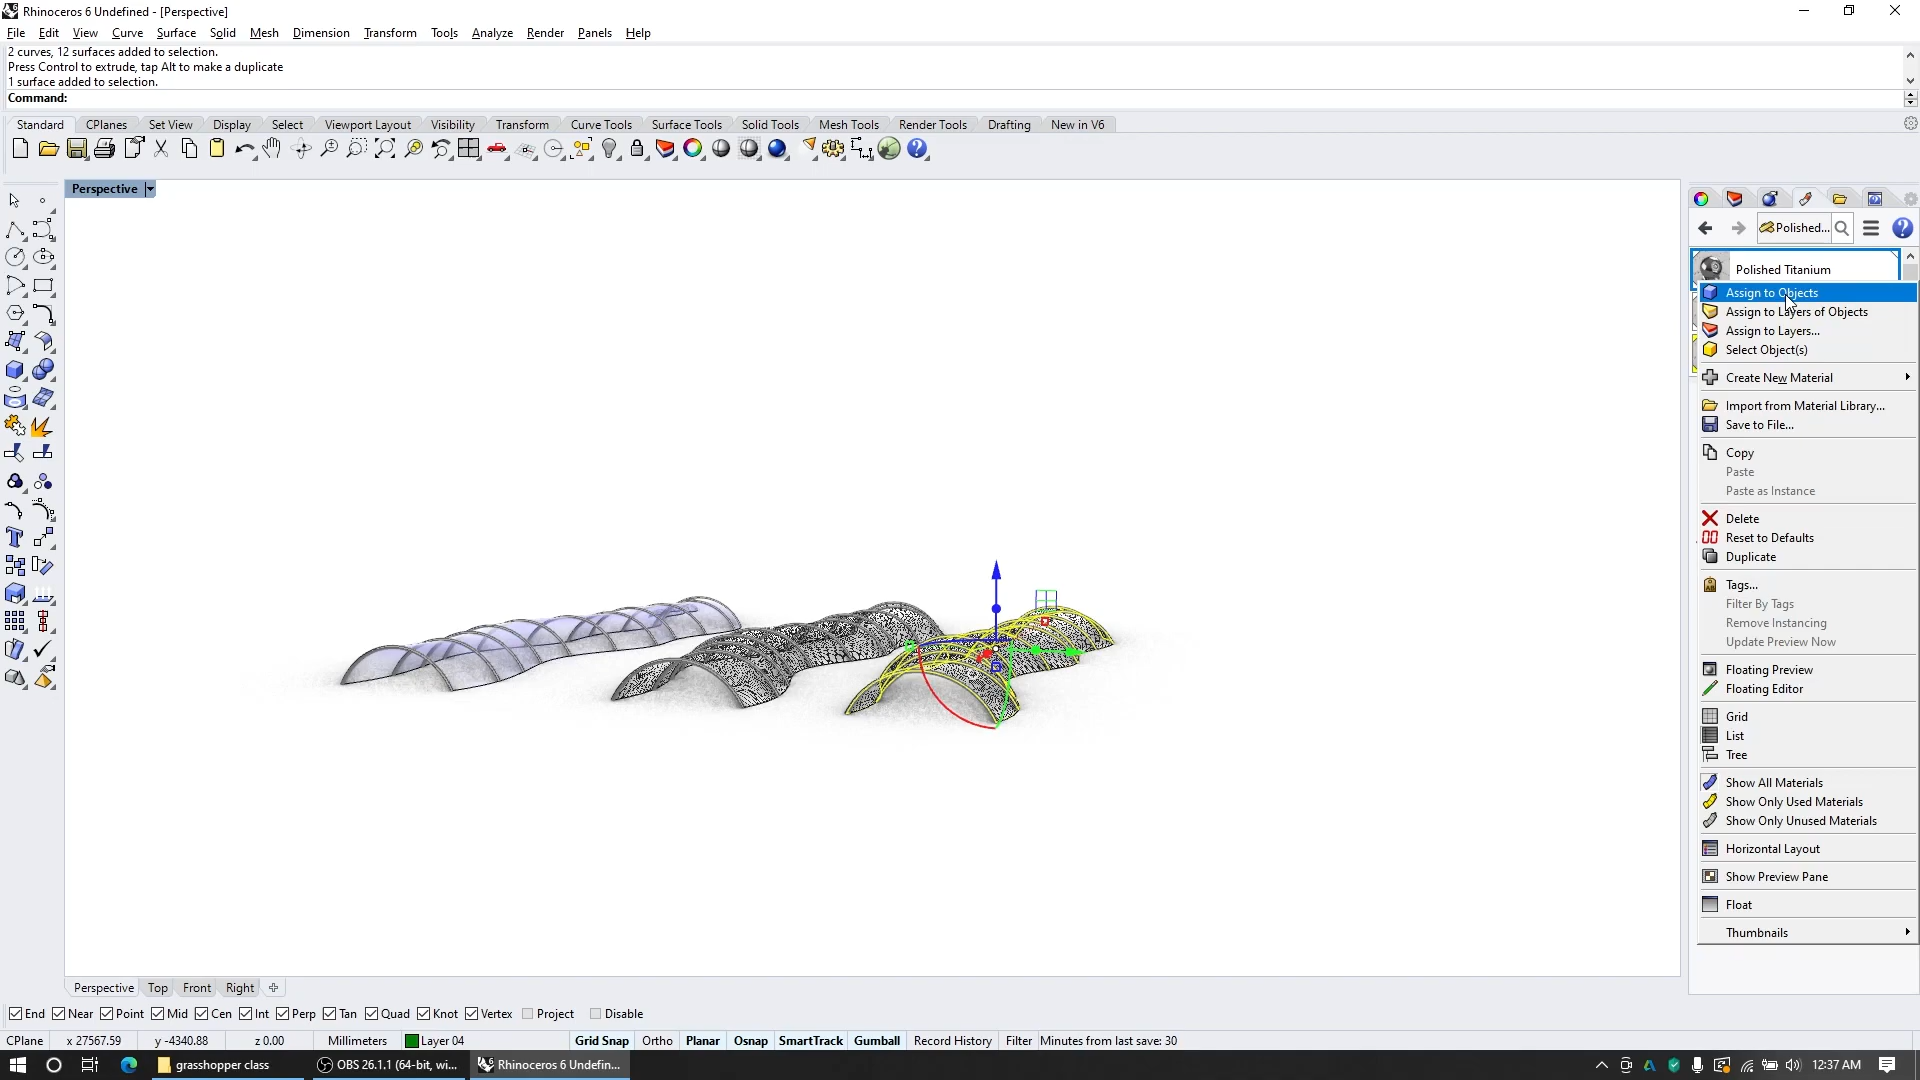 Rhinoceros 6 Undefined - [Perspective]
File Edit View Curve Surface Solid Mesh Dimension Transform Tools Analyze Render Panels Help
2 curves, 12 surfaces added to selection.
Press Control to extrude, tap Alt to make a duplicate
1 surface added to selection.
Command:
Standard CPlanes Set View Display Select Viewport Layout Visibility Transform Curve Tools Surface Tools Solid Tools Mesh Tools Render Tools Drafting New in V6
Perspective
Polished...
Polished Titanium
Assign to Objects
Assign to Layers of Objects
Assign to Layers...
Select Object(s)
Create New Material
Import from Material Library...
Save to File...
Copy
Paste
Paste as Instance
Delete
Reset to Defaults
Duplicate
Tags...
Filter By Tags
Remove Instancing
Update Preview Now
Floating Preview
Floating Editor
Grid
List
Tree
Show All Materials
Show Only Used Materials
Show Only Unused Materials
Horizontal Layout
Show Preview Pane
Float
Thumbnails
Perspective Top Front Right
End Near Point Mid Cen Int Perp Tan Quad Knot Vertex Project Disable
CPlane x 27567.59 y -4340.88 z 0.00 Millimeters Layer 04 Grid Snap Ortho Planar Osnap SmartTrack Gumball Record History Filter Minutes from last save: 30
grasshopper class OBS 26.1.1 (64-bit, wi... Rhinoceros 6 Undefin... 12:37 AM